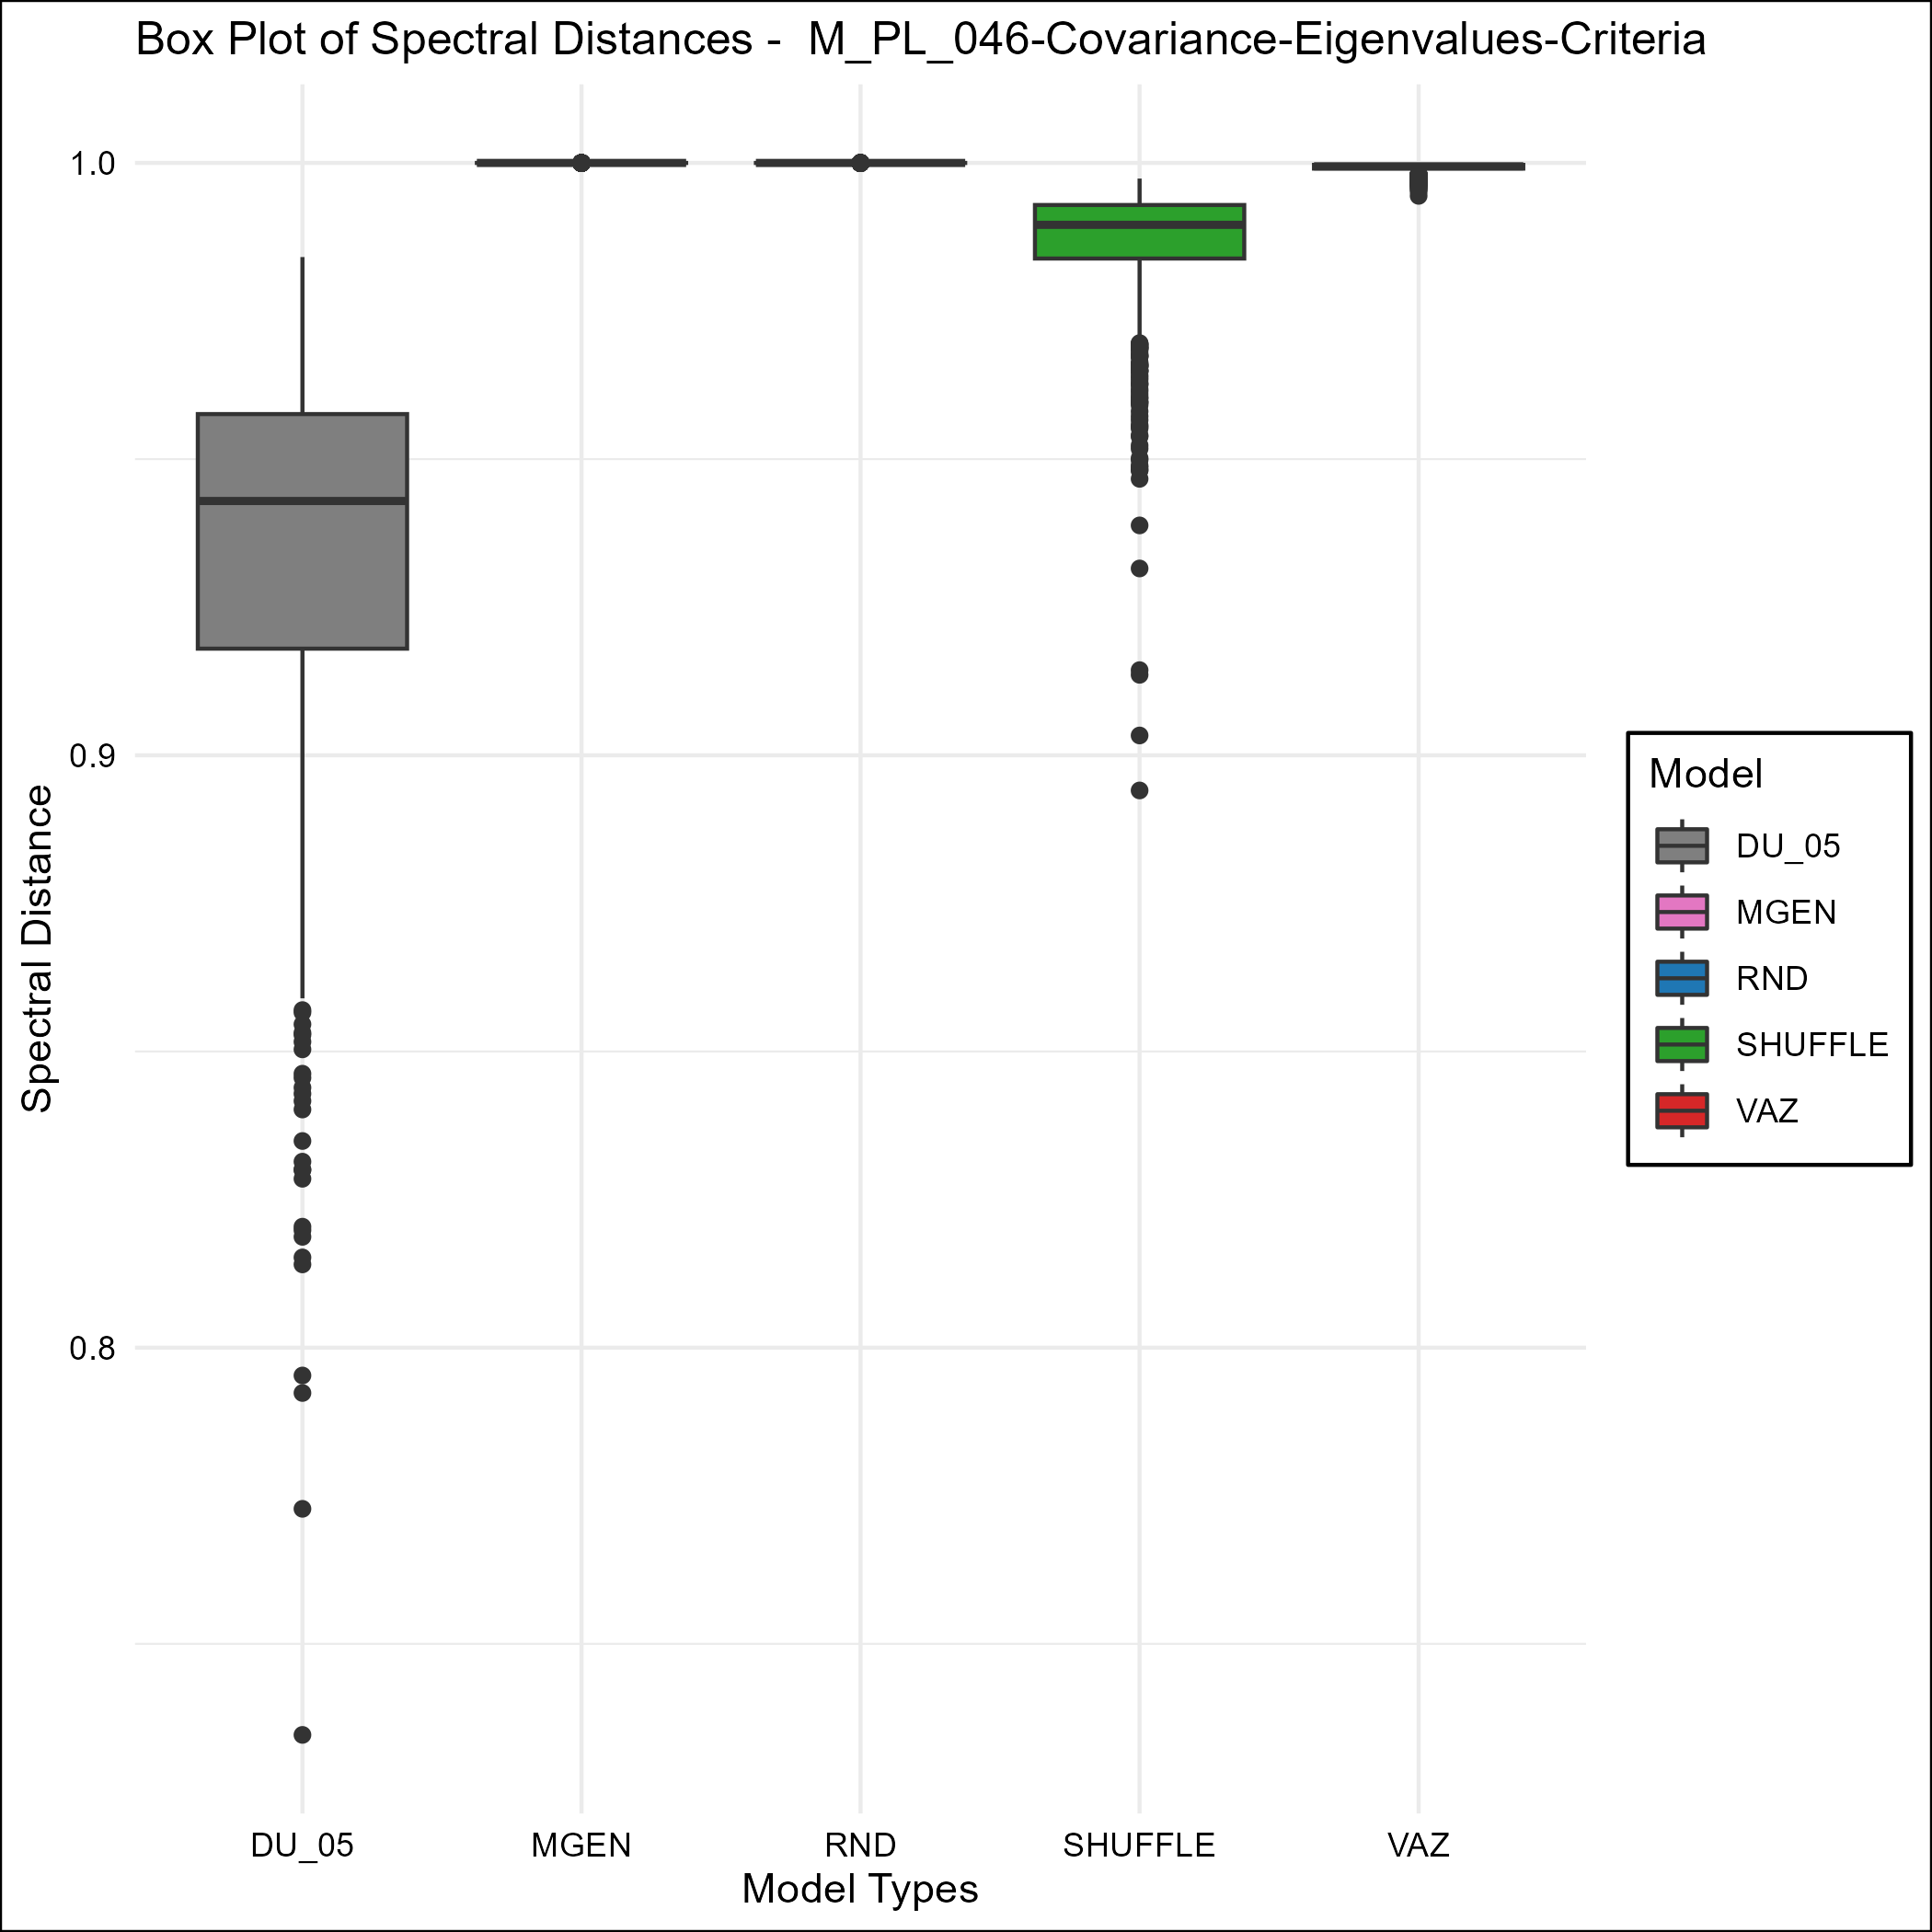 Box Plot of Spectral Distances -  M_PL_046-Covariance-Eigenvalues-Criteria
1.0
0.9
0.8
Spectral Distance
DU_05
MGEN
RND
SHUFFLE
VAZ
Model Types
Model
DU_05
MGEN
RND
SHUFFLE
VAZ